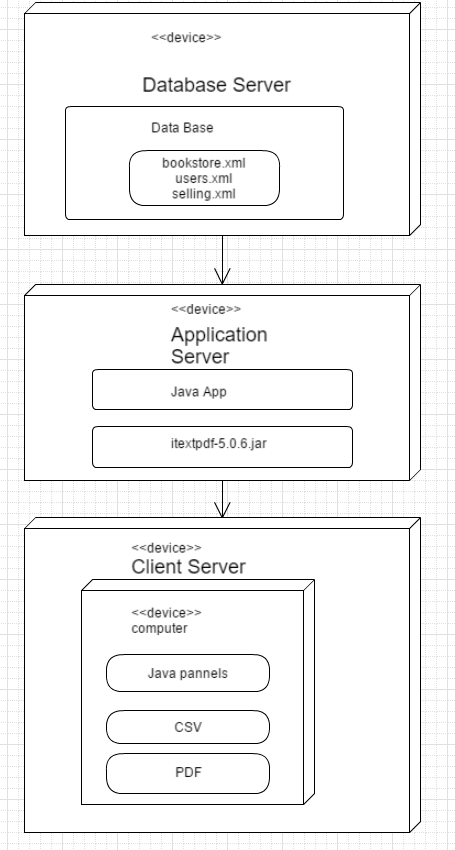 <<device>>
Database Server
Data Base
bookstore.xml
users.xml
selling.xml
<<device>>
Application
Server
Java App
itextpdf-5.0.6.jar
<<device>>
Client Server
<<device>>
computer
Java pannels
CSV
PDF